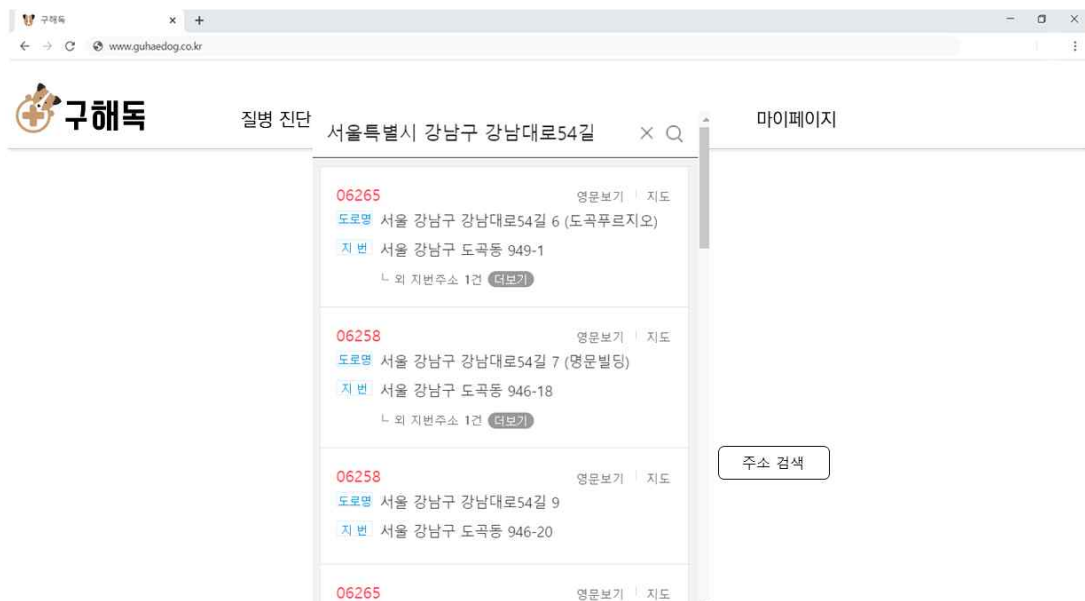 구해독
www.guhaedog.co.kr
구해독
질병 진단
마이페이지
서울특별시 강남구 강남대로54길
06265
영문보기 지도
도로명 서울 강남구 강남대로54길 6 (도곡푸르지오)
지 번 서울 강남구 도곡동 949-1
ㄴ 외 지번주소 1건 더보기
06258
영문보기 지도
도로명 서울 강남구 강남대로54길 7 (명문빌딩)
지 번 서울 강남구 도곡동 946-18
ㄴ 외 지번주소 1건 더보기
주소 검색
06258
영문보기 지도
도로명 서울 강남구 강남대로54길 9
지 번 서울 강남구 도곡동 946-20
06265
영문보기 지도